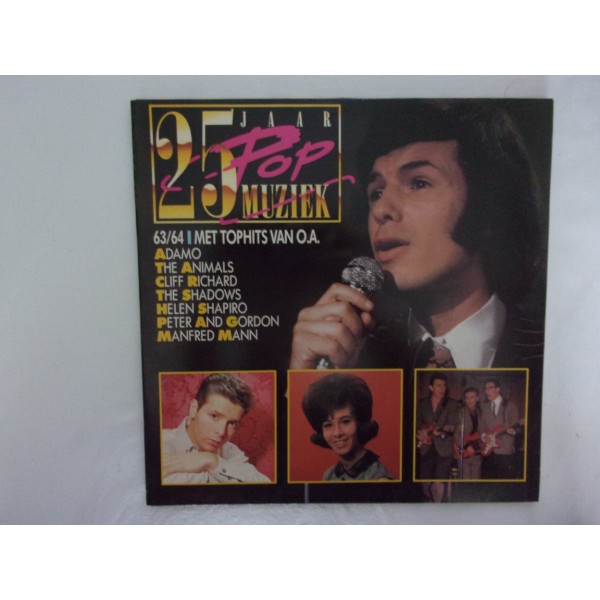 25 JAAR
Pop
MUZIEK
63/64 | MET TOPHITS VAN O.A.
ADAMO
THE ANIMALS
CLIFF RICHARD
THE SHADOWS
HELEN SHAPIRO
PETER AND GORDON
MANFRED MANN